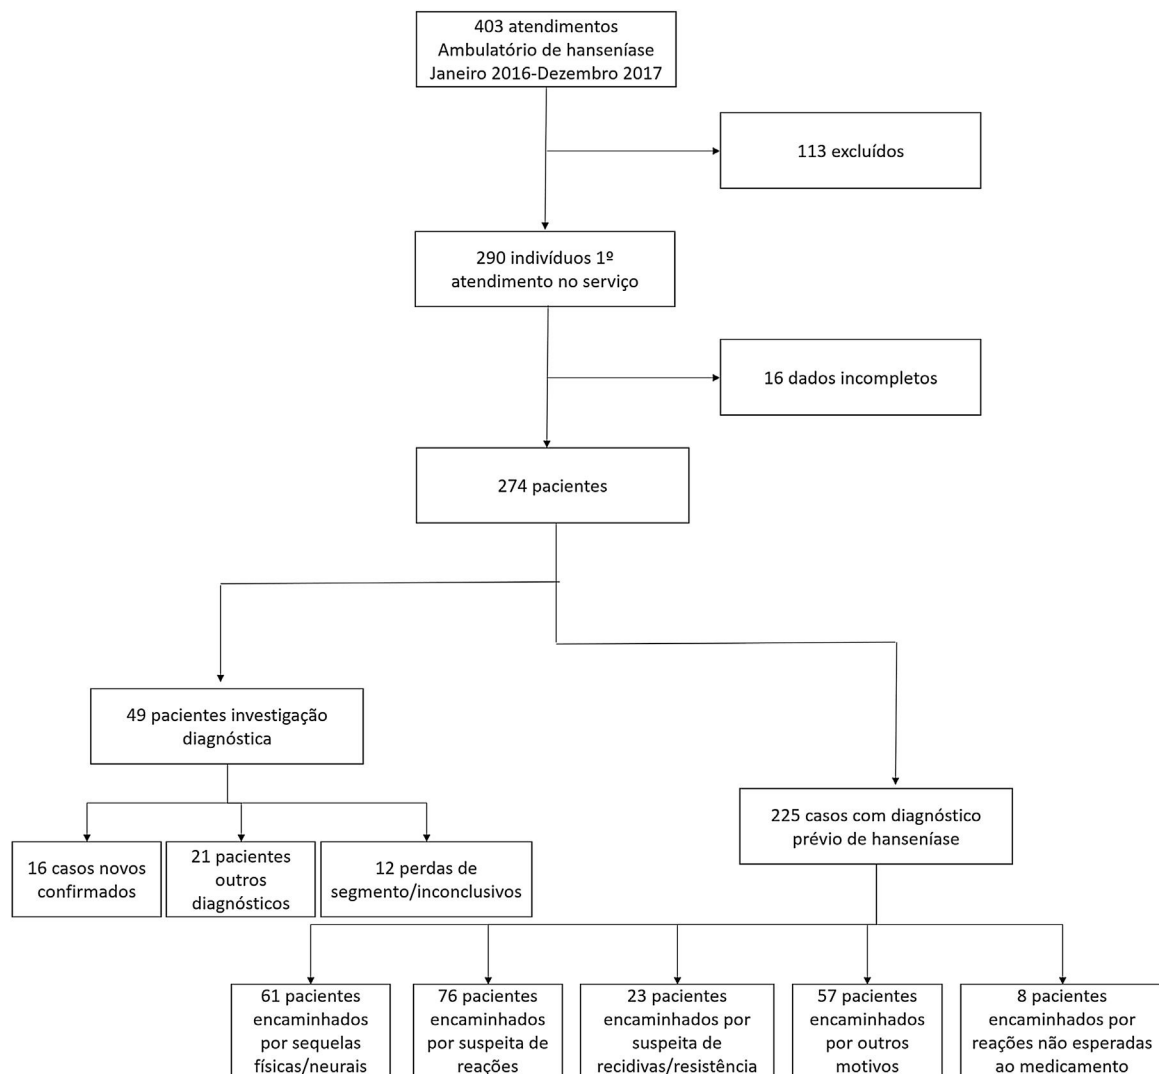 403 atendimentos
Ambulatório de hanseníase
Janeiro 2016-Dezembro 2017
113 excluídos
290 indivíduos 1º
atendimento no serviço
16 dados incompletos
274 pacientes
49 pacientes investigação
diagnóstica
225 casos com diagnóstico
prévio de hanseníase
16 casos novos
confirmados
21 pacientes
outros
diagnósticos
12 perdas de
segmento/inconclusivos
61 pacientes
encaminhados
por sequelas
físicas/neurais
76 pacientes
encaminhados
por suspeita de
reações
23 pacientes
encaminhados por
suspeita de
recidivas/resistência
57 pacientes
encaminhados
por outros
motivos
8 pacientes
encaminhados por
reações não esperadas
ao medicamento